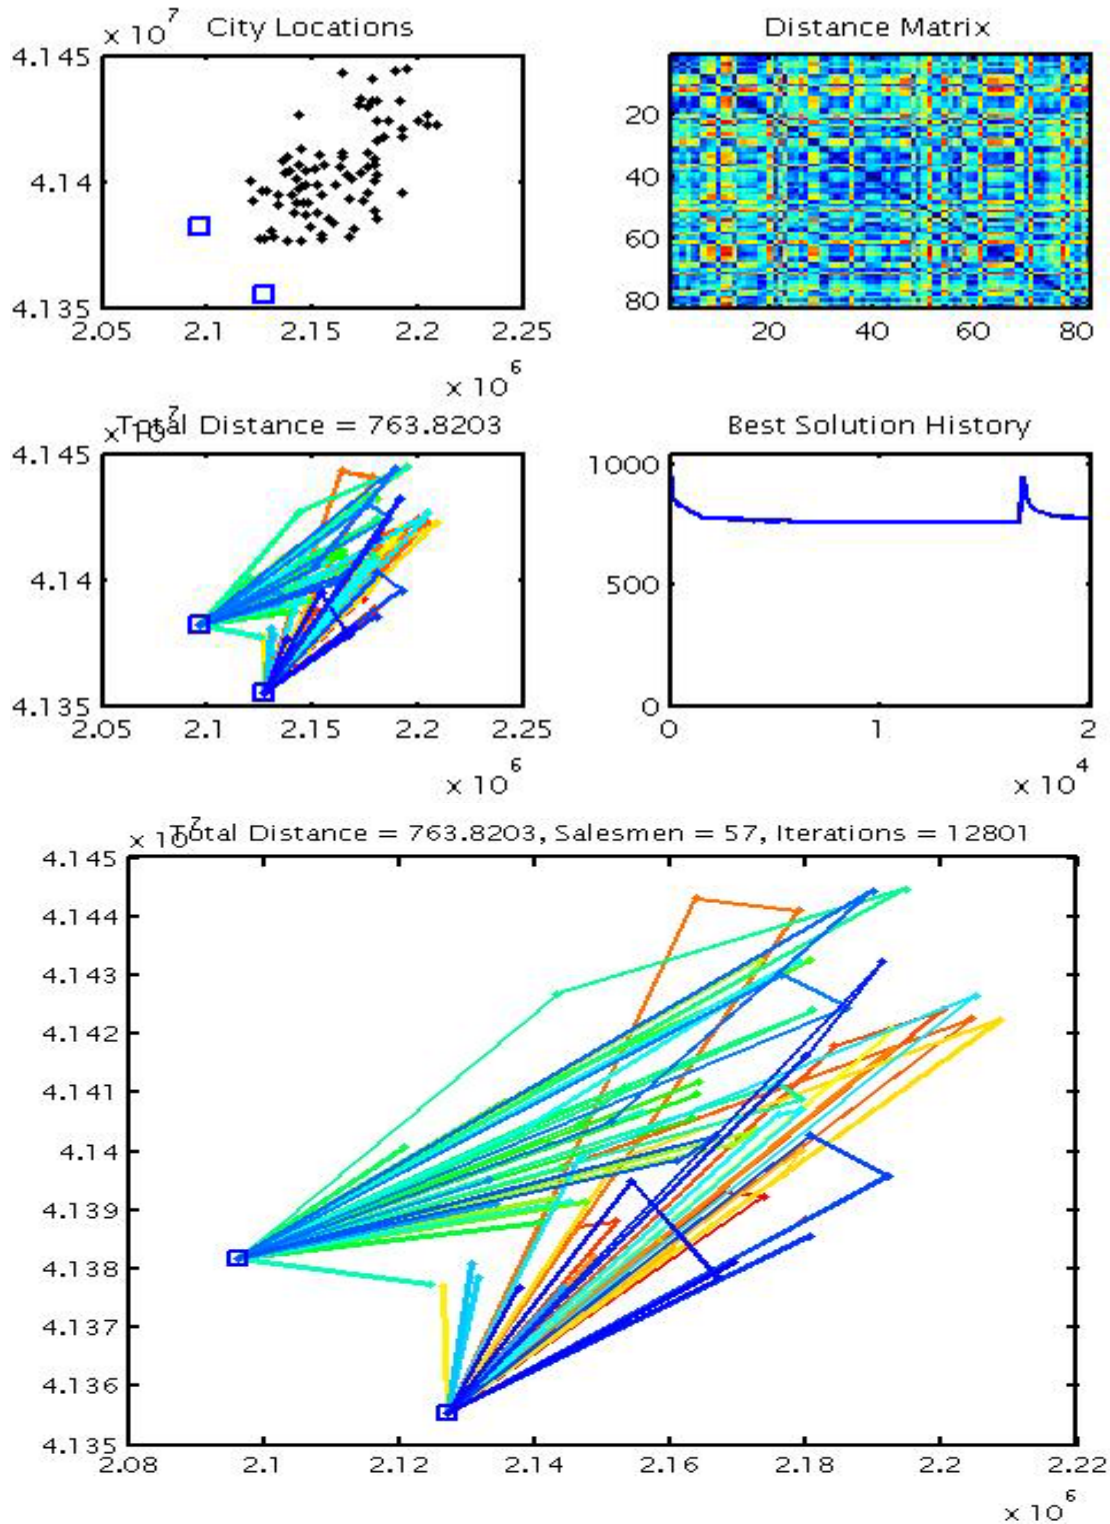 City Locations
x 10^7
4.145
4.14
4.135
2.05 2.1 2.15 2.2 2.25
x 10^6
Distance Matrix
20
40
60
80
20 40 60 80
Total Distance = 763.8203
x 10^7
4.145
4.14
4.135
2.05 2.1 2.15 2.2 2.25
x 10^6
Best Solution History
1000
500
0
0 1 2
x 10^4
Total Distance = 763.8203, Salesmen = 57, Iterations = 12801
x 10^7
4.145
4.144
4.143
4.142
4.141
4.14
4.139
4.138
4.137
4.136
4.135
2.08 2.1 2.12 2.14 2.16 2.18 2.2 2.22
x 10^6